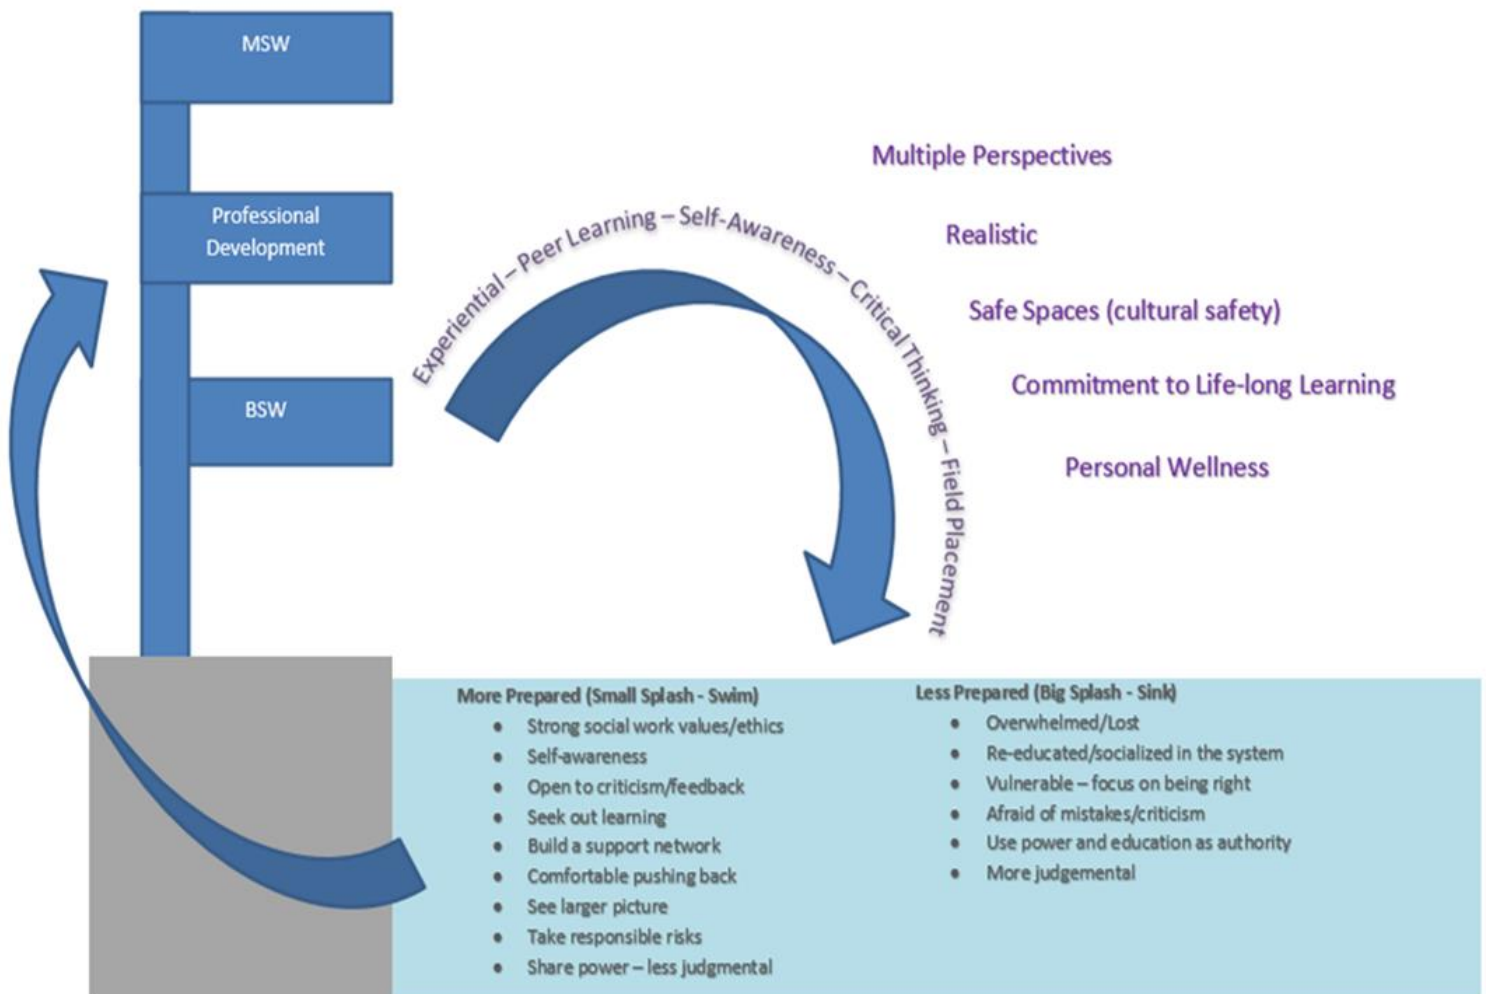 MSW
Professional
Development
BSW
Experiential – Peer Learning – Self-Awareness – Critical Thinking – Field Placement
Multiple Perspectives
Realistic
Safe Spaces (cultural safety)
Commitment to Life-long Learning
Personal Wellness
More Prepared (Small Splash - Swim)
• Strong social work values/ethics
• Self-awareness
• Open to criticism/feedback
• Seek out learning
• Build a support network
• Comfortable pushing back
• See larger picture
• Take responsible risks
• Share power – less judgmental
Less Prepared (Big Splash - Sink)
• Overwhelmed/Lost
• Re-educated/socialized in the system
• Vulnerable – focus on being right
• Afraid of mistakes/criticism
• Use power and education as authority
• More judgemental